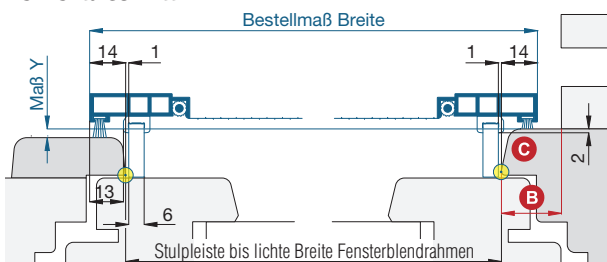 Bestellmaß Breite
14
1
1
14
Maß Y
C
2
13
6
B
Stulpleiste bis lichte Breite Fensterblendrahmen